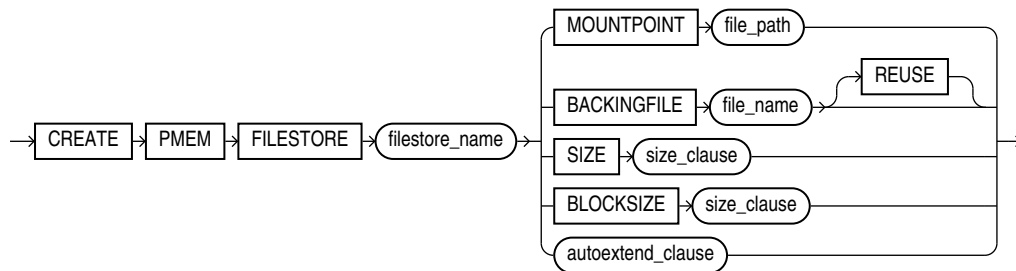 MOUNTPOINT file_path
REUSE
BACKINGFILE file_name
CREATE PMEM FILESTORE filestore_name
SIZE size_clause
BLOCKSIZE size_clause
autoextend_clause